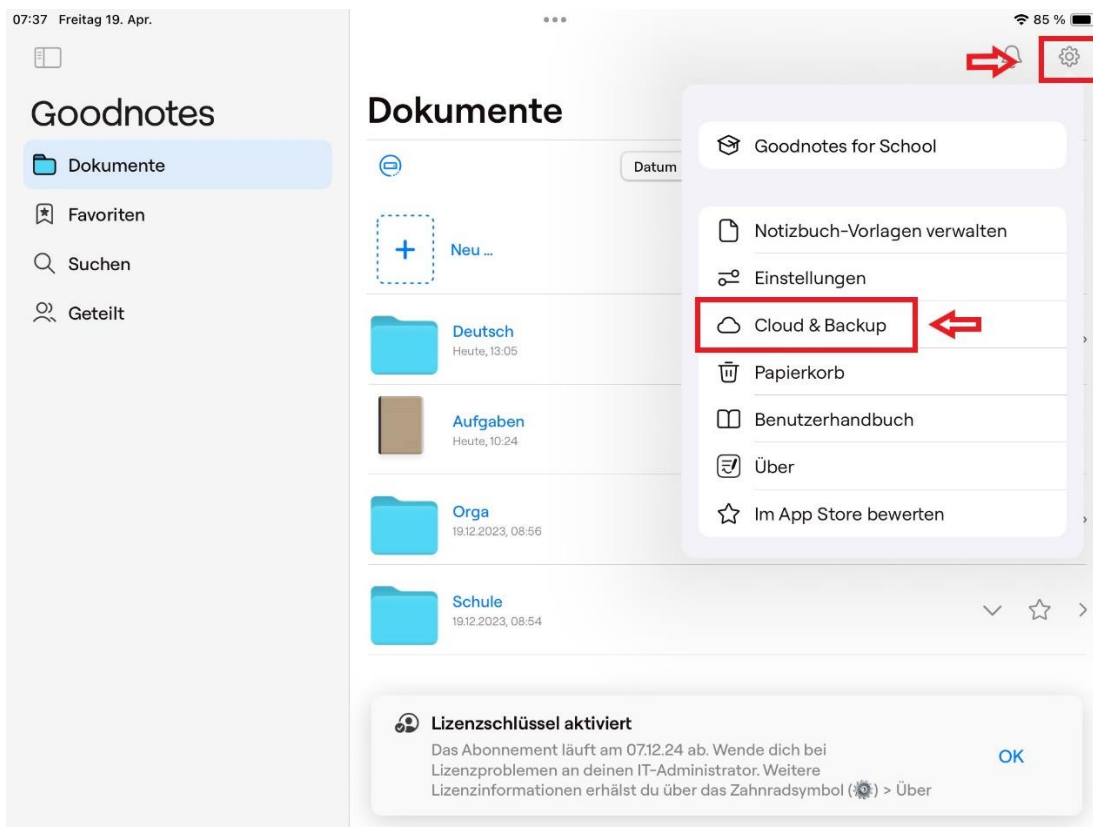 07:37 Freitag 19. Apr.
85 %
Goodnotes
Dokumente
Favoriten
Suchen
Geteilt
Dokumente
Datum
Neu ...
Deutsch
Heute, 13:05
Aufgaben
Heute, 10:24
Orga
19.12.2023, 08:56
Schule
19.12.2023, 08:54
Goodnotes for School
Notizbuch-Vorlagen verwalten
Einstellungen
Cloud & Backup
Papierkorb
Benutzerhandbuch
Über
Im App Store bewerten
Lizenzschlüssel aktiviert
Das Abonnement läuft am 07.12.24 ab. Wende dich bei
Lizenzproblemen an deinen IT-Administrator. Weitere
Lizenzinformationen erhälst du über das Zahnradsymbol (⚙️) > Über
OK